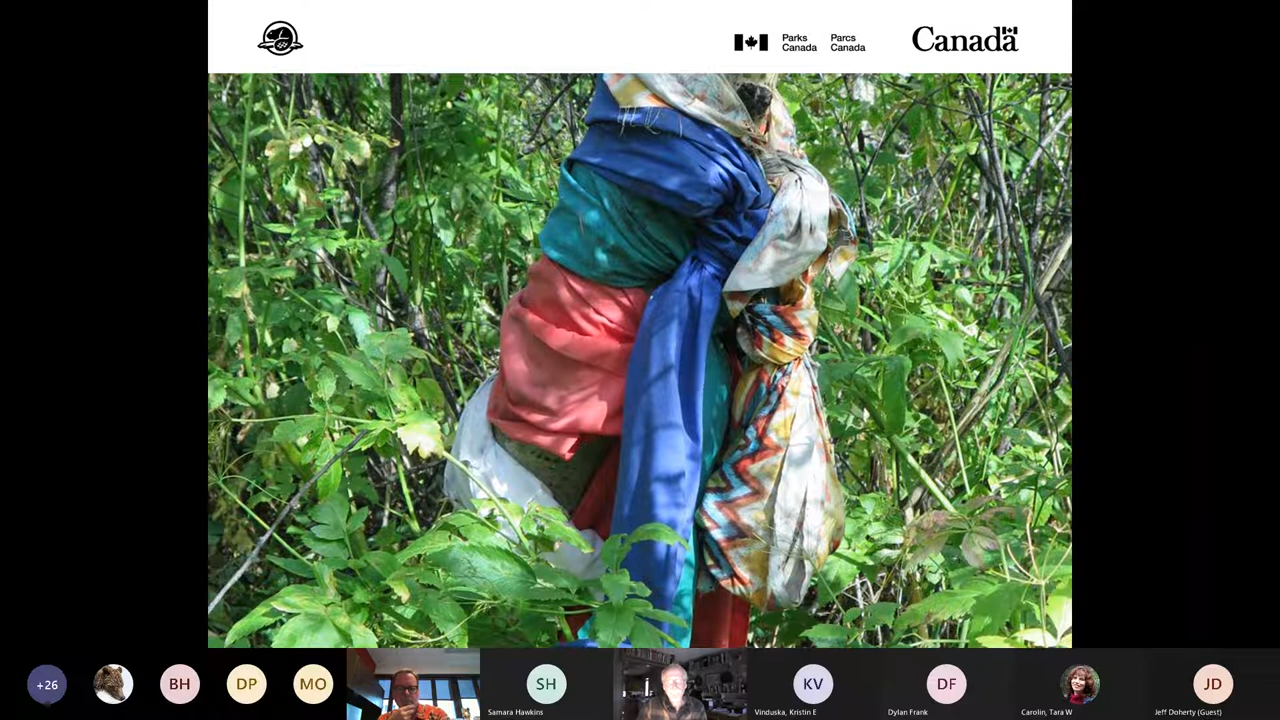 Parks Parcs
Canada Canada
Canada
+26
BH
DP
MO
SH
KV
DF
JD
Samara Hawkins
Vinduska, Kristin E
Dylan Frank
Carolin, Tara W
Jeff Doherty (Guest)